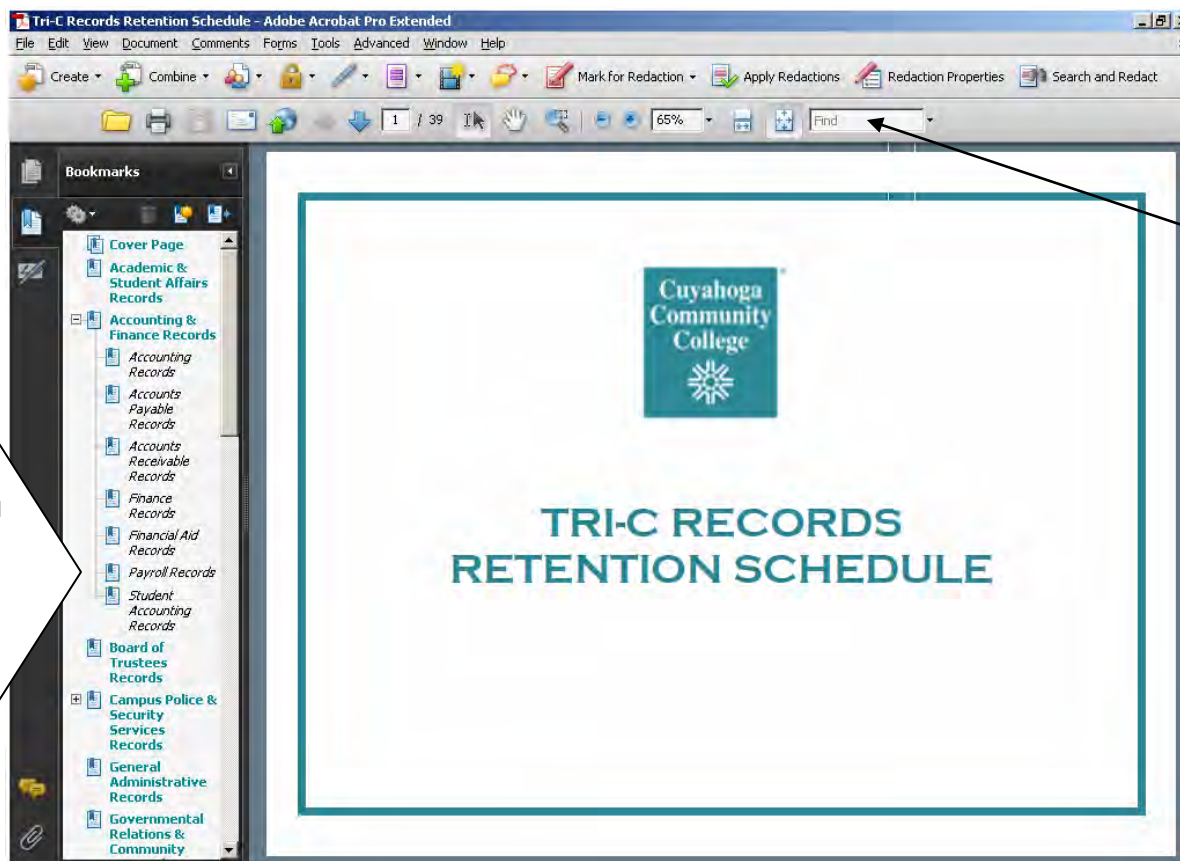 Tri-C Records Retention Schedule - Adobe Acrobat Pro Extended
File Edit View Document Comments Forms Tools Advanced Window Help
Create Combine Mark for Redaction Apply Redactions Redaction Properties Search and Redact
1 / 39 65% Find
Bookmarks
Cover Page
Academic &
Student Affairs
Records
Accounting &
Finance Records
Accounting
Records
Accounts
Payable
Records
Accounts
Receivable
Records
Finance
Records
Financial Aid
Records
Payroll Records
Student
Accounting
Records
Board of
Trustees
Records
Campus Police &
Security
Services
Records
General
Administrative
Records
Governmental
Relations &
Community
Cuyahoga
Community
College
TRI-C RECORDS
RETENTION SCHEDULE